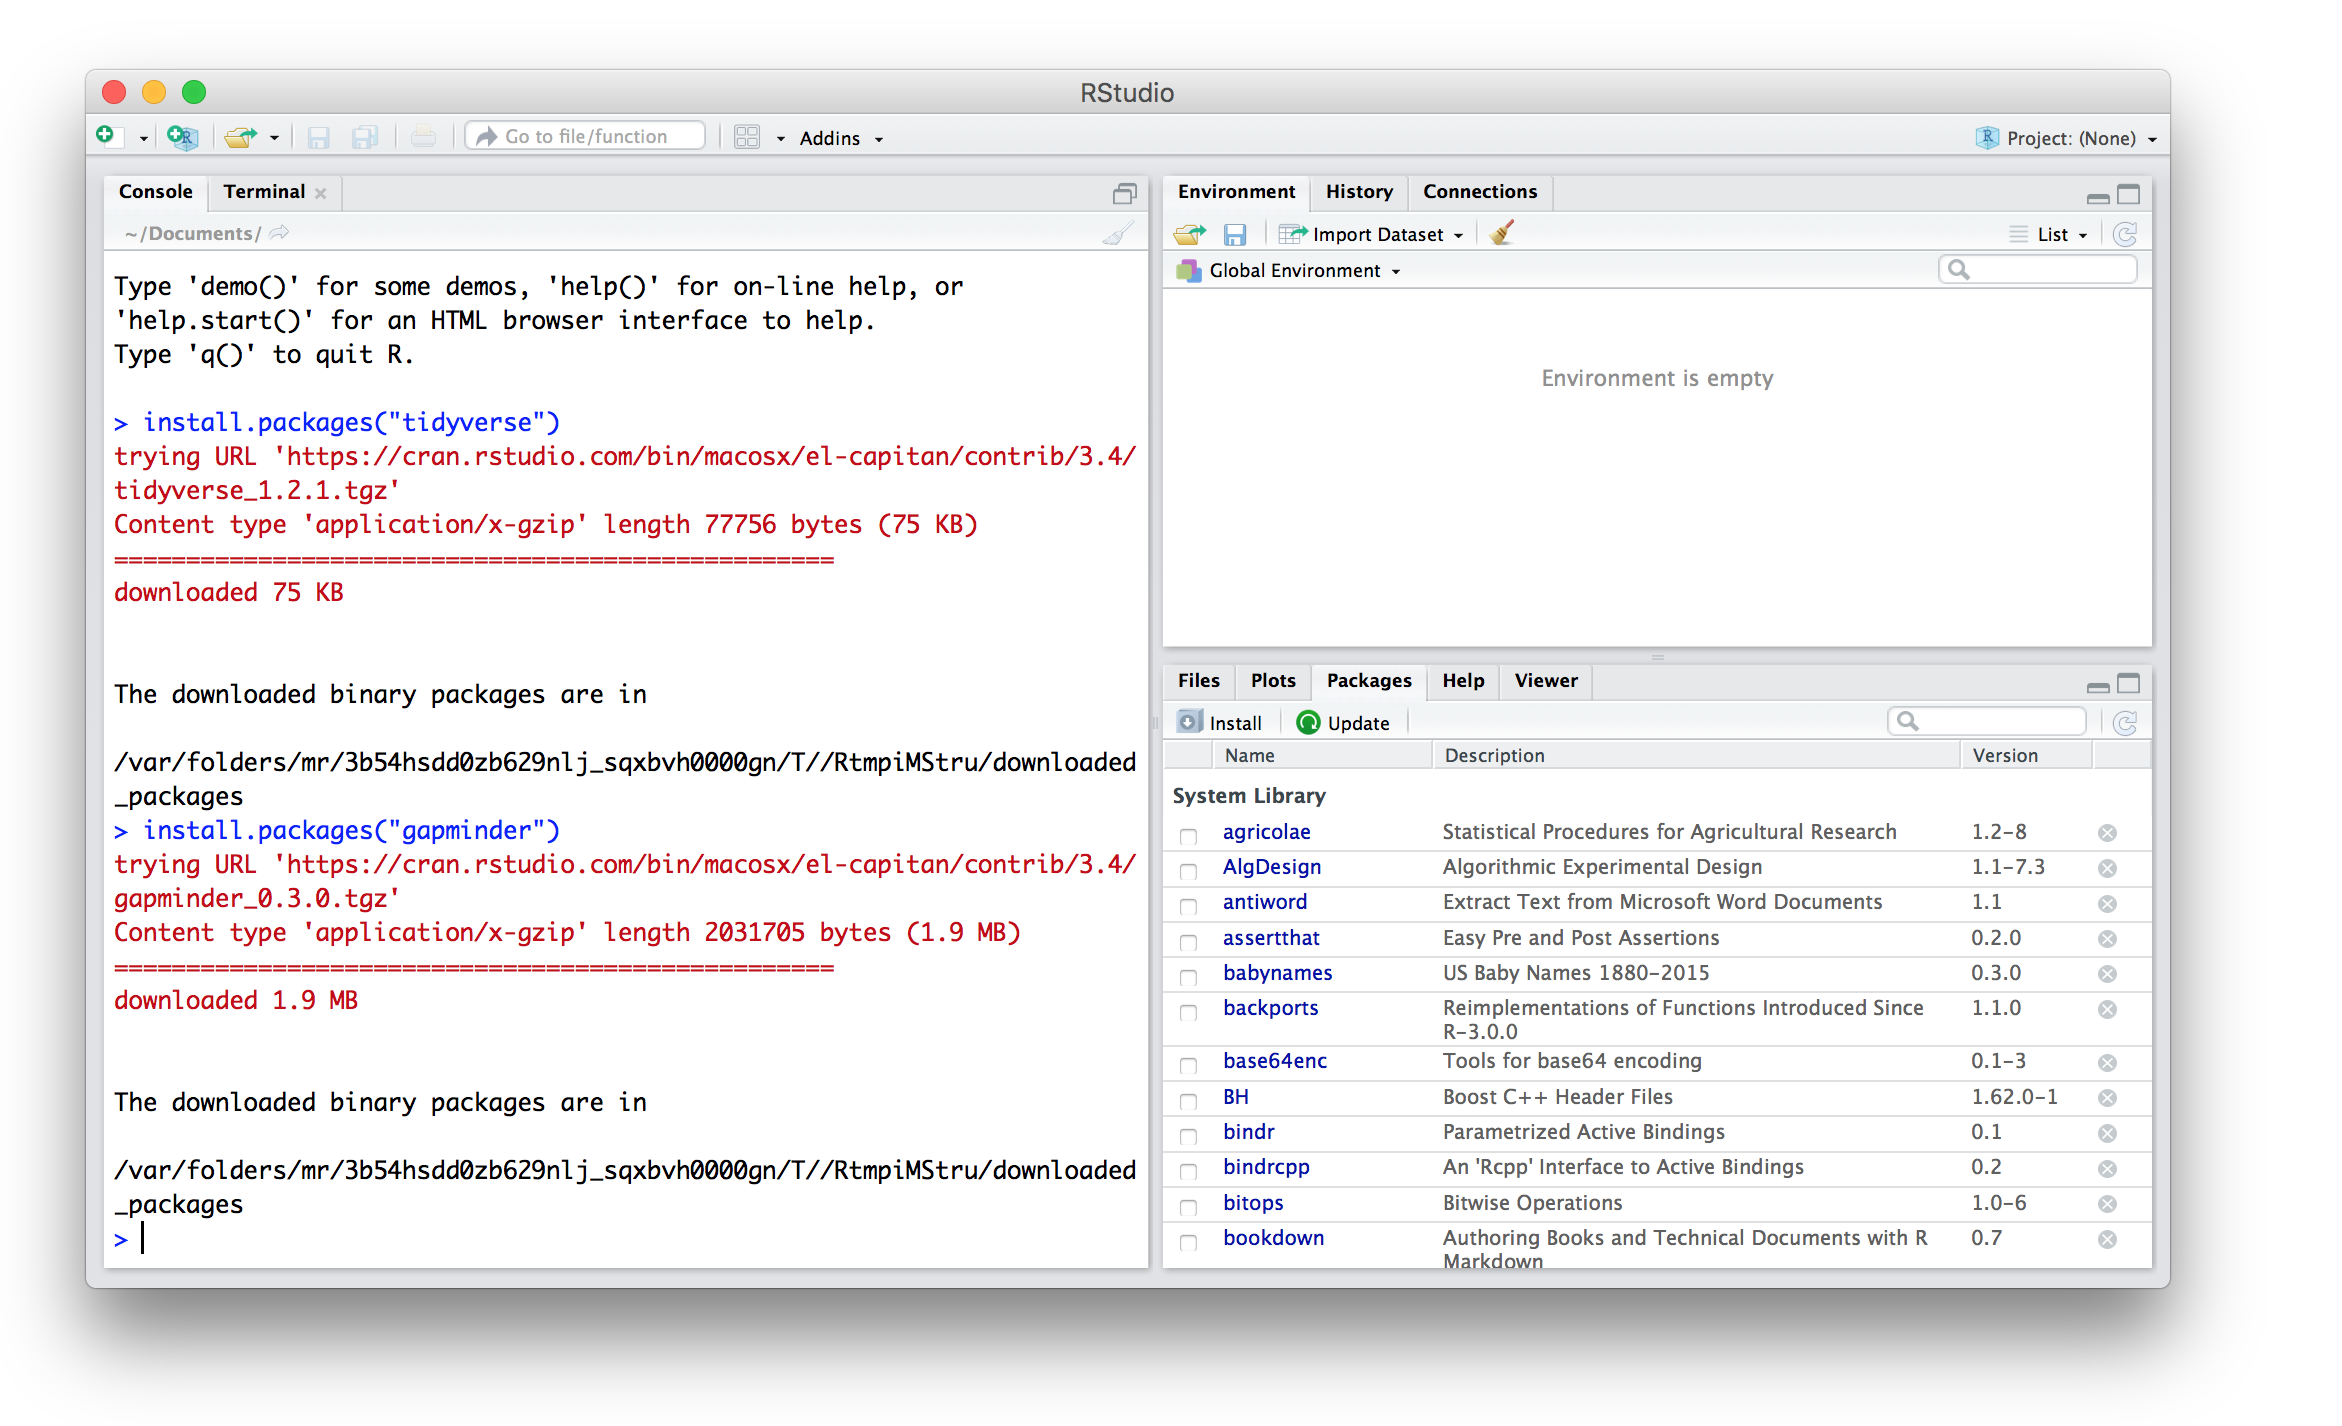 RStudio
Go to file/function
Addins
Project: (None)
Console
Terminal
~/Documents/
Type 'demo()' for some demos, 'help()' for on-line help, or
'help.start()' for an HTML browser interface to help.
Type 'q()' to quit R.
> install.packages("tidyverse")
trying URL 'https://cran.rstudio.com/bin/macosx/el-capitan/contrib/3.4/
tidyverse_1.2.1.tgz'
Content type 'application/x-gzip' length 77756 bytes (75 KB)
==================================================
downloaded 75 KB
The downloaded binary packages are in
/var/folders/mr/3b54hsdd0zb629nlj_sqxbvh0000gn/T//RtmpiMStru/downloaded
_packages
> install.packages("gapminder")
trying URL 'https://cran.rstudio.com/bin/macosx/el-capitan/contrib/3.4/
gapminder_0.3.0.tgz'
Content type 'application/x-gzip' length 2031705 bytes (1.9 MB)
==================================================
downloaded 1.9 MB
The downloaded binary packages are in
/var/folders/mr/3b54hsdd0zb629nlj_sqxbvh0000gn/T//RtmpiMStru/downloaded
_packages
>
Environment History Connections
Import Dataset
List
Global Environment
Environment is empty
Files Plots Packages Help Viewer
Install Update
Name Description Version
System Library
agricolae Statistical Procedures for Agricultural Research 1.2-8
AlgDesign Algorithmic Experimental Design 1.1-7.3
antiword Extract Text from Microsoft Word Documents 1.1
assertthat Easy Pre and Post Assertions 0.2.0
babynames US Baby Names 1880-2015 0.3.0
backports Reimplementations of Functions Introduced Since 1.1.0
R-3.0.0
base64enc Tools for base64 encoding 0.1-3
BH Boost C++ Header Files 1.62.0-1
bindr Parametrized Active Bindings 0.1
bindrcpp An 'Rcpp' Interface to Active Bindings 0.2
bitops Bitwise Operations 1.0-6
bookdown Authoring Books and Technical Documents with R 0.7
Markdown